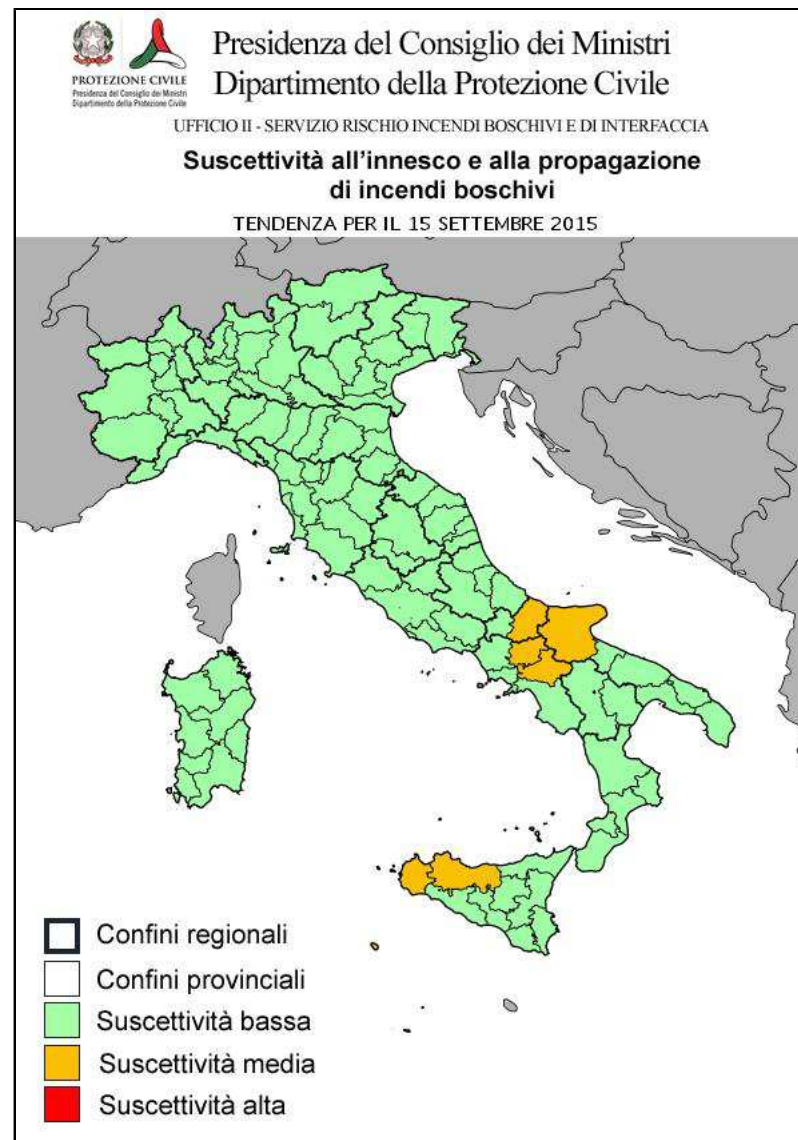 PROTEZIONE CIVILE
Presidenza del Consiglio dei Ministri
Dipartimento della Protezione Civile
Presidenza del Consiglio dei Ministri
Dipartimento della Protezione Civile
UFFICIO II - SERVIZIO RISCHIO INCENDI BOSCHIVI E DI INTERFACCIA
Suscettività all'innesco e alla propagazione
di incendi boschivi
TENDENZA PER IL 15 SETTEMBRE 2015
Confini regionali
Confini provinciali
Suscettività bassa
Suscettività media
Suscettività alta